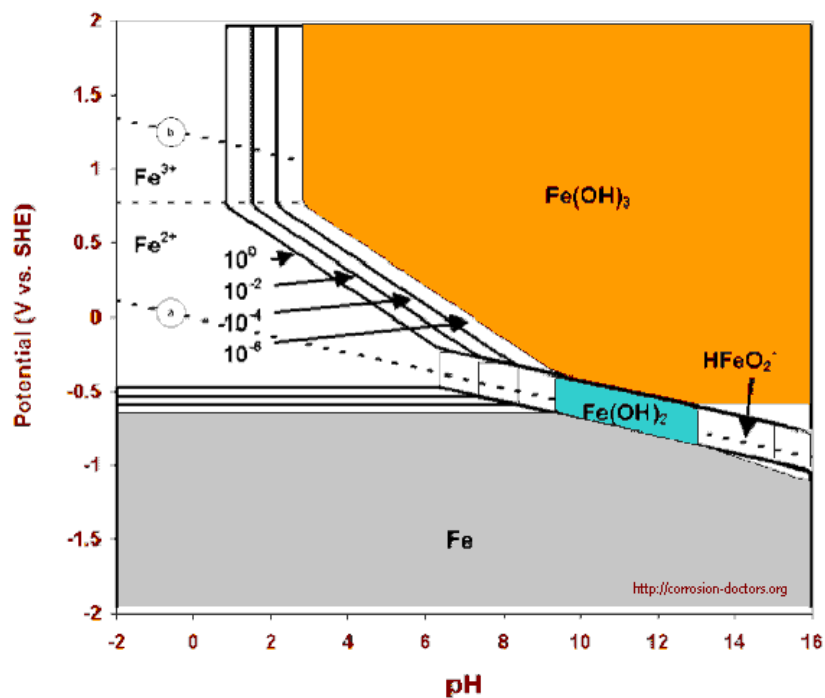 2
1.5
b
1
Fe3+
Fe(OH)3
Potential (V vs. SHE)
Fe2+
0.5
10^0
10^-2
0
a
10^-4
10^-6
HFeO2-
-0.5
Fe(OH)2
-1
-1.5
Fe
http://corrosion-doctors.org
-2
-2 0 2 4 6 8 10 12 14 16
pH